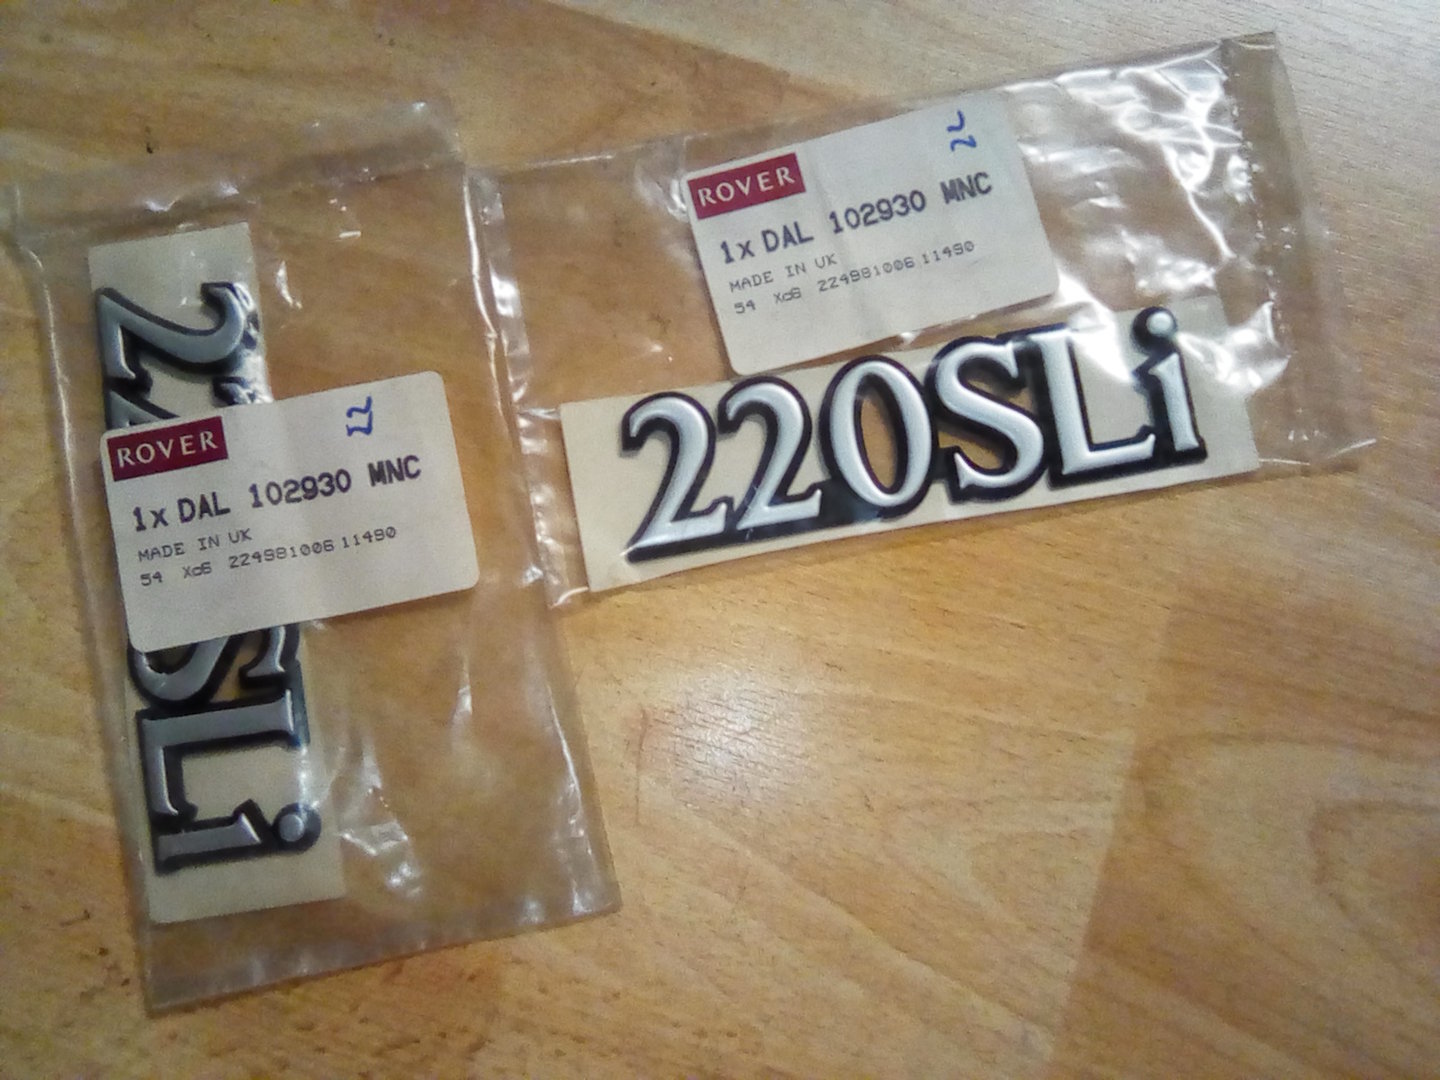 ROVER
1x DAL 102930 MNC
MADE IN UK
54 Xd6 224981006 11490
220SLi
ROVER
1x DAL 102930 MNC
MADE IN UK
54 Xd6 224981006 11490
SLi